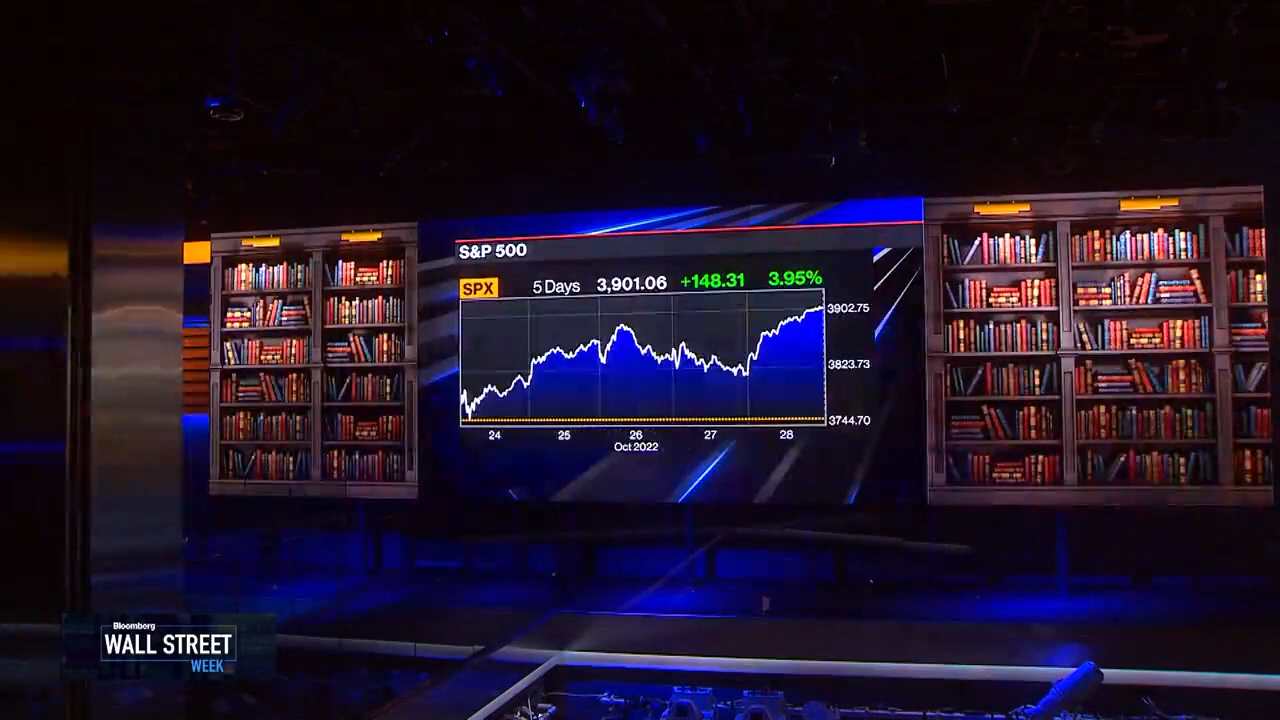 S&P 500
SPX 5 Days 3,901.06 +148.31 3.95%
3902.75
3823.73
3744.70
24 25 26 27 28
Oct 2022
Bloomberg
WALL STREET
WEEK